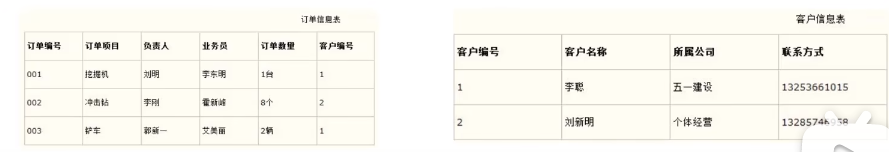 订单信息表
订单编号 订单项目 负责人 业务员 订单数量 客户编号
001 挖掘机 刘明 李东明 1台 1
002 冲击钻 李刚 霍新峰 8个 2
003 铲车 郭新一 艾美丽 2辆 1
客户信息表
客户编号 客户名称 所属公司 联系方式
1 李聪 五一建设 13253661015
2 刘新明 个体经营